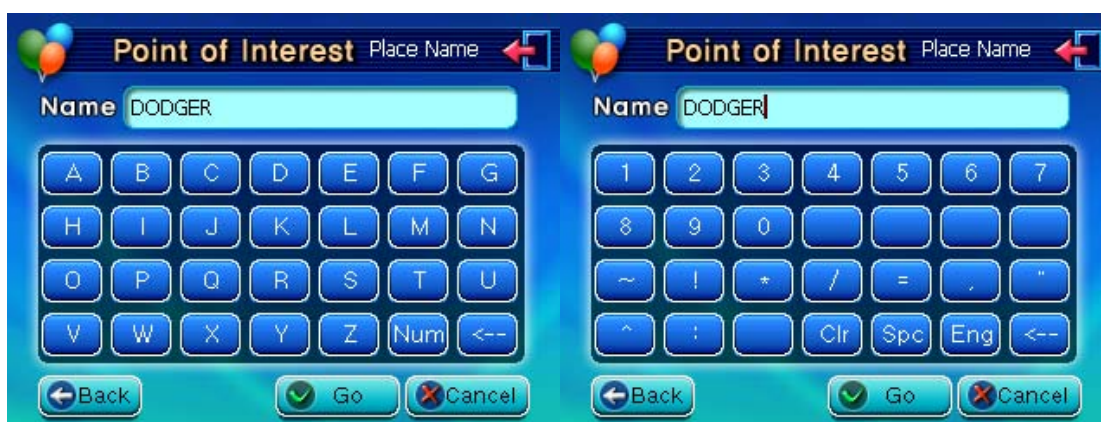 Point of Interest Place Name
Name DODGER
A B C D E F G
H I J K L M N
O P Q R S T U
V W X Y Z Num <--
Back Go Cancel
Point of Interest Place Name
Name DODGER
1 2 3 4 5 6 7
8 9 0
~ ! * / = , "
^ : Clr Spc Eng <--
Back Go Cancel